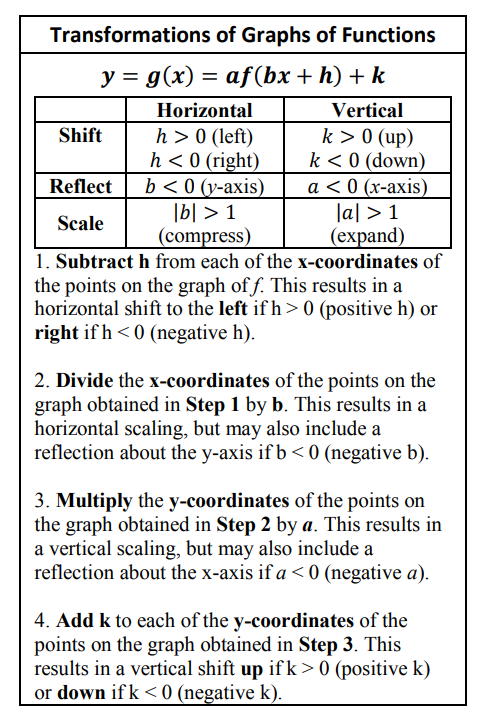 Transformations of Graphs of Functions
y = g(x) = af(bx + h) + k
Horizontal Vertical
Shift h > 0 (left) k > 0 (up)
h < 0 (right) k < 0 (down)
Reflect b < 0 (y-axis) a < 0 (x-axis)
Scale |b| > 1 |a| > 1
(compress) (expand)
1. Subtract h from each of the x-coordinates of
the points on the graph of f. This results in a
horizontal shift to the left if h > 0 (positive h) or
right if h < 0 (negative h).
2. Divide the x-coordinates of the points on the
graph obtained in Step 1 by b. This results in a
horizontal scaling, but may also include a
reflection about the y-axis if b < 0 (negative b).
3. Multiply the y-coordinates of the points on
the graph obtained in Step 2 by a. This results in
a vertical scaling, but may also include a
reflection about the x-axis if a < 0 (negative a).
4. Add k to each of the y-coordinates of the
points on the graph obtained in Step 3. This
results in a vertical shift up if k > 0 (positive k)
or down if k < 0 (negative k).